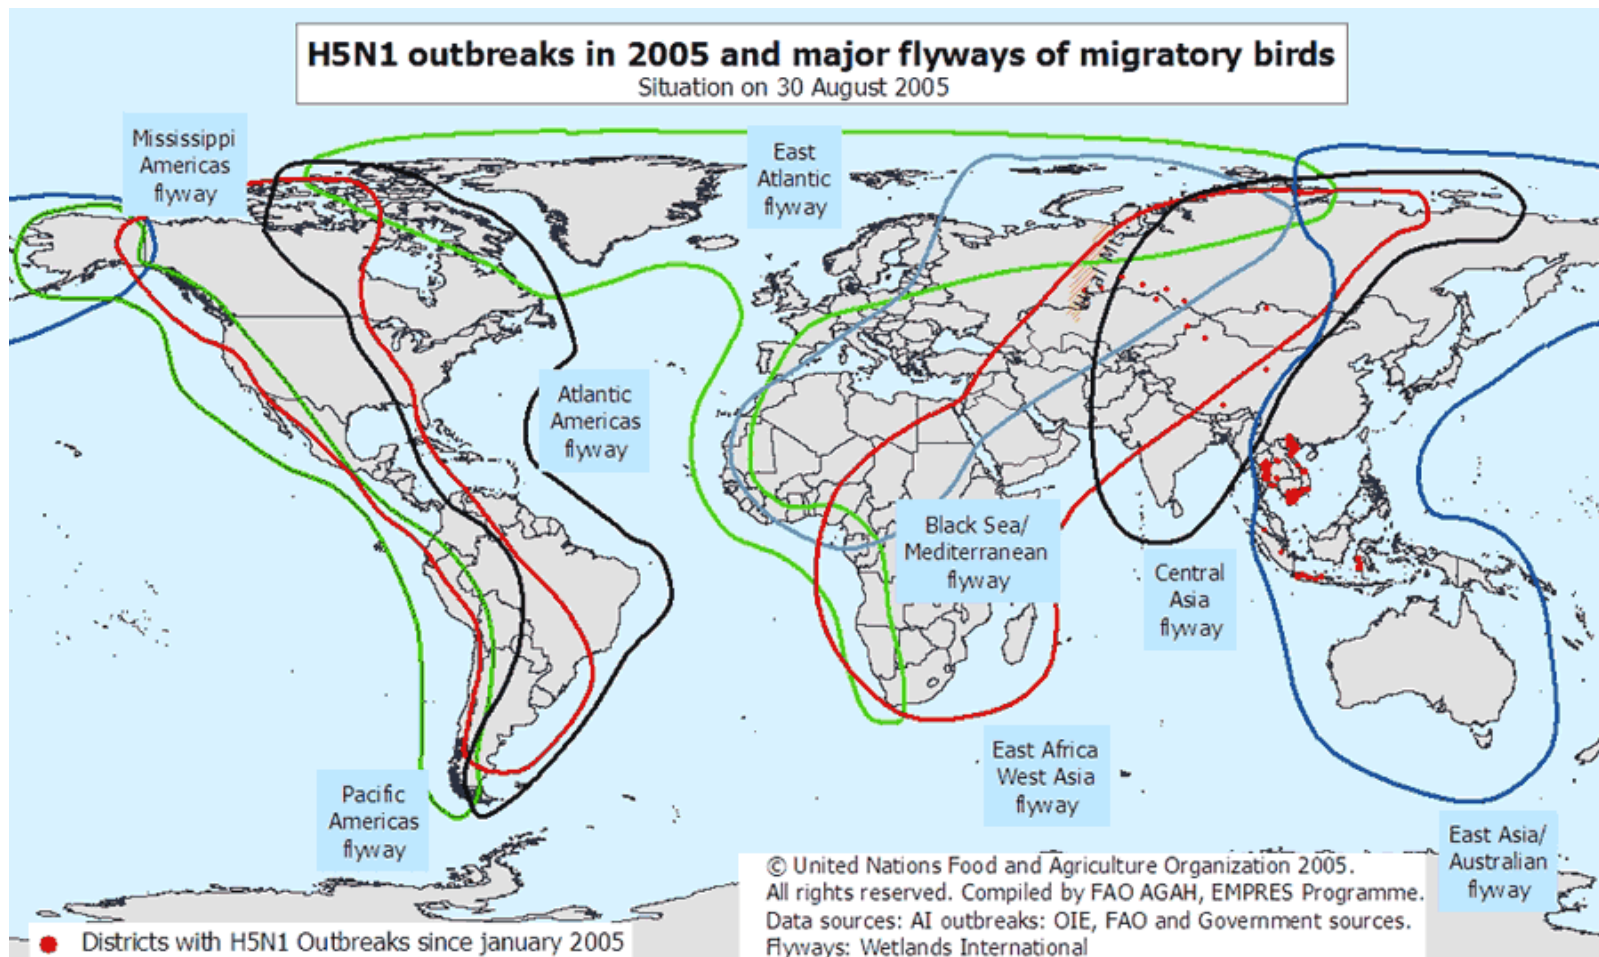 H5N1 outbreaks in 2005 and major flyways of migratory birds
Situation on 30 August 2005
Mississippi
Americas
flyway
East
Atlantic
flyway
Ural Mts
Atlantic
Americas
flyway
Black Sea/
Mediterranean
flyway
Central
Asia
flyway
East Africa
West Asia
flyway
Pacific
Americas
flyway
East Asia/
Australian
flyway
© United Nations Food and Agriculture Organization 2005.
All rights reserved. Compiled by FAO AGAH, EMPRES Programme.
Data sources: AI outbreaks: OIE, FAO and Government sources.
Flyways: Wetlands International
Districts with H5N1 Outbreaks since january 2005